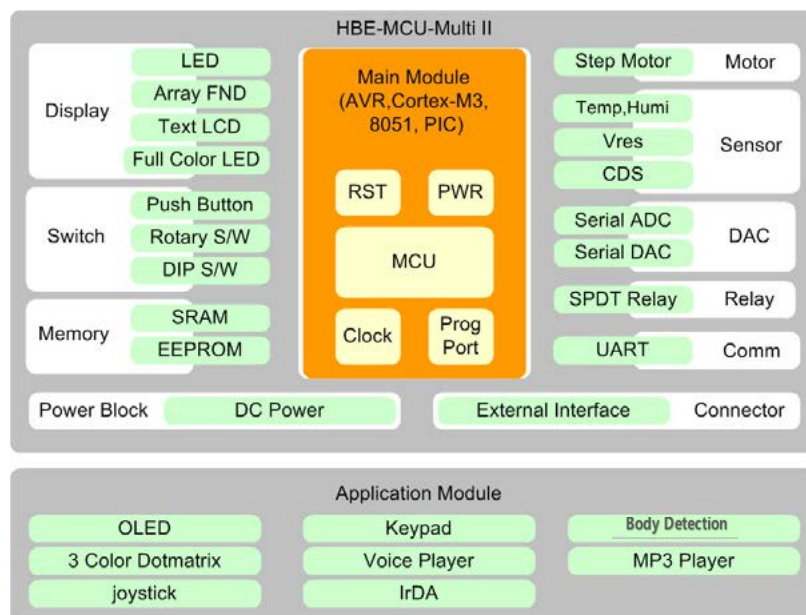 HBE-MCU-Multi II
Display
LED
Array FND
Text LCD
Full Color LED
Switch
Push Button
Rotary S/W
DIP S/W
Memory
SRAM
EEPROM
Main Module
(AVR,Cortex-M3,
8051, PIC)
RST
PWR
MCU
Clock
Prog
Port
Step Motor
Motor
Temp,Humi
Vres
CDS
Sensor
Serial ADC
Serial DAC
DAC
SPDT Relay
Relay
UART
Comm
Power Block
DC Power
External Interface
Connector
Application Module
OLED
Keypad
Body Detection
3 Color Dotmatrix
Voice Player
MP3 Player
joystick
IrDA